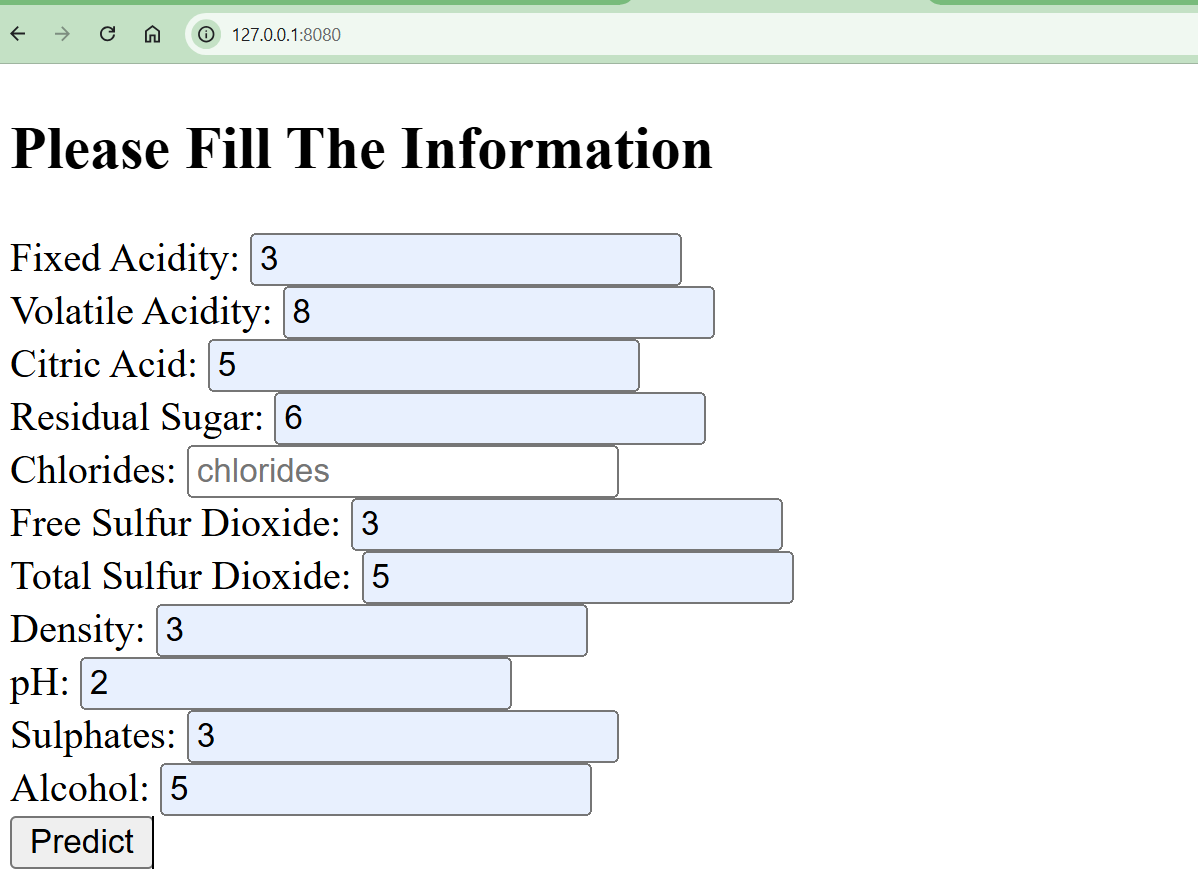 127.0.0.1:8080
Please Fill The Information
Fixed Acidity: 3
Volatile Acidity: 8
Citric Acid: 5
Residual Sugar: 6
Chlorides: chlorides
Free Sulfur Dioxide: 3
Total Sulfur Dioxide: 5
Density: 3
pH: 2
Sulphates: 3
Alcohol: 5
Predict